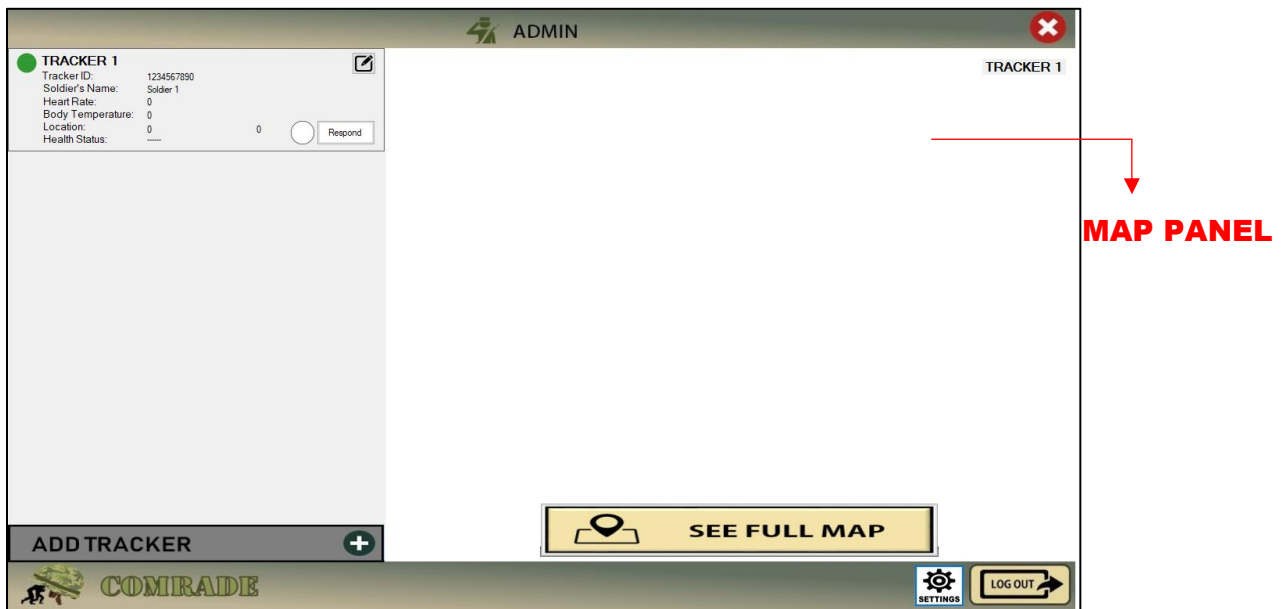 ADMIN
TRACKER 1
Tracker ID: 1234567890
Soldier's Name: Soldier 1
Heart Rate: 0
Body Temperature: 0
Location: 0 0
Health Status: -----
Respond
TRACKER 1
MAP PANEL
SEE FULL MAP
ADD TRACKER
COMRADE
SETTINGS
LOG OUT